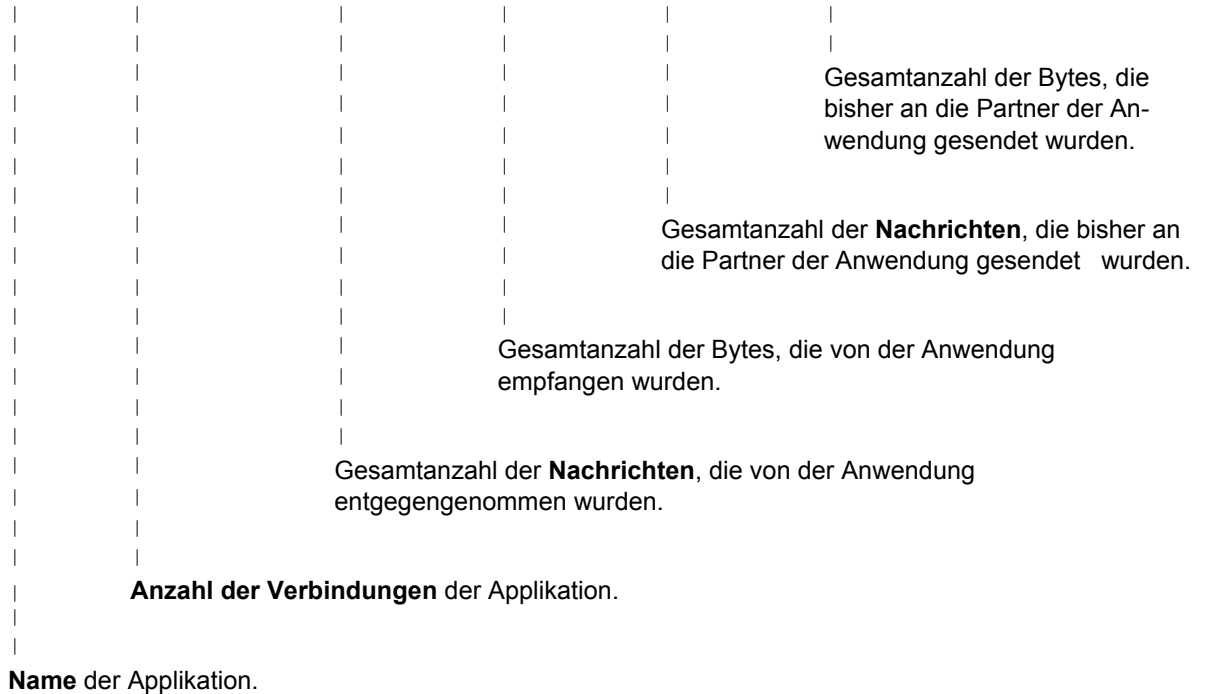 Gesamtanzahl der Bytes, die
bisher an die Partner der An-
wendung gesendet wurden.
Gesamtanzahl der Nachrichten, die bisher an
die Partner der Anwendung gesendet wurden.
Gesamtanzahl der Bytes, die von der Anwendung
empfangen wurden.
Gesamtanzahl der Nachrichten, die von der Anwendung
entgegengenommen wurden.
Anzahl der Verbindungen der Applikation.
Name der Applikation.